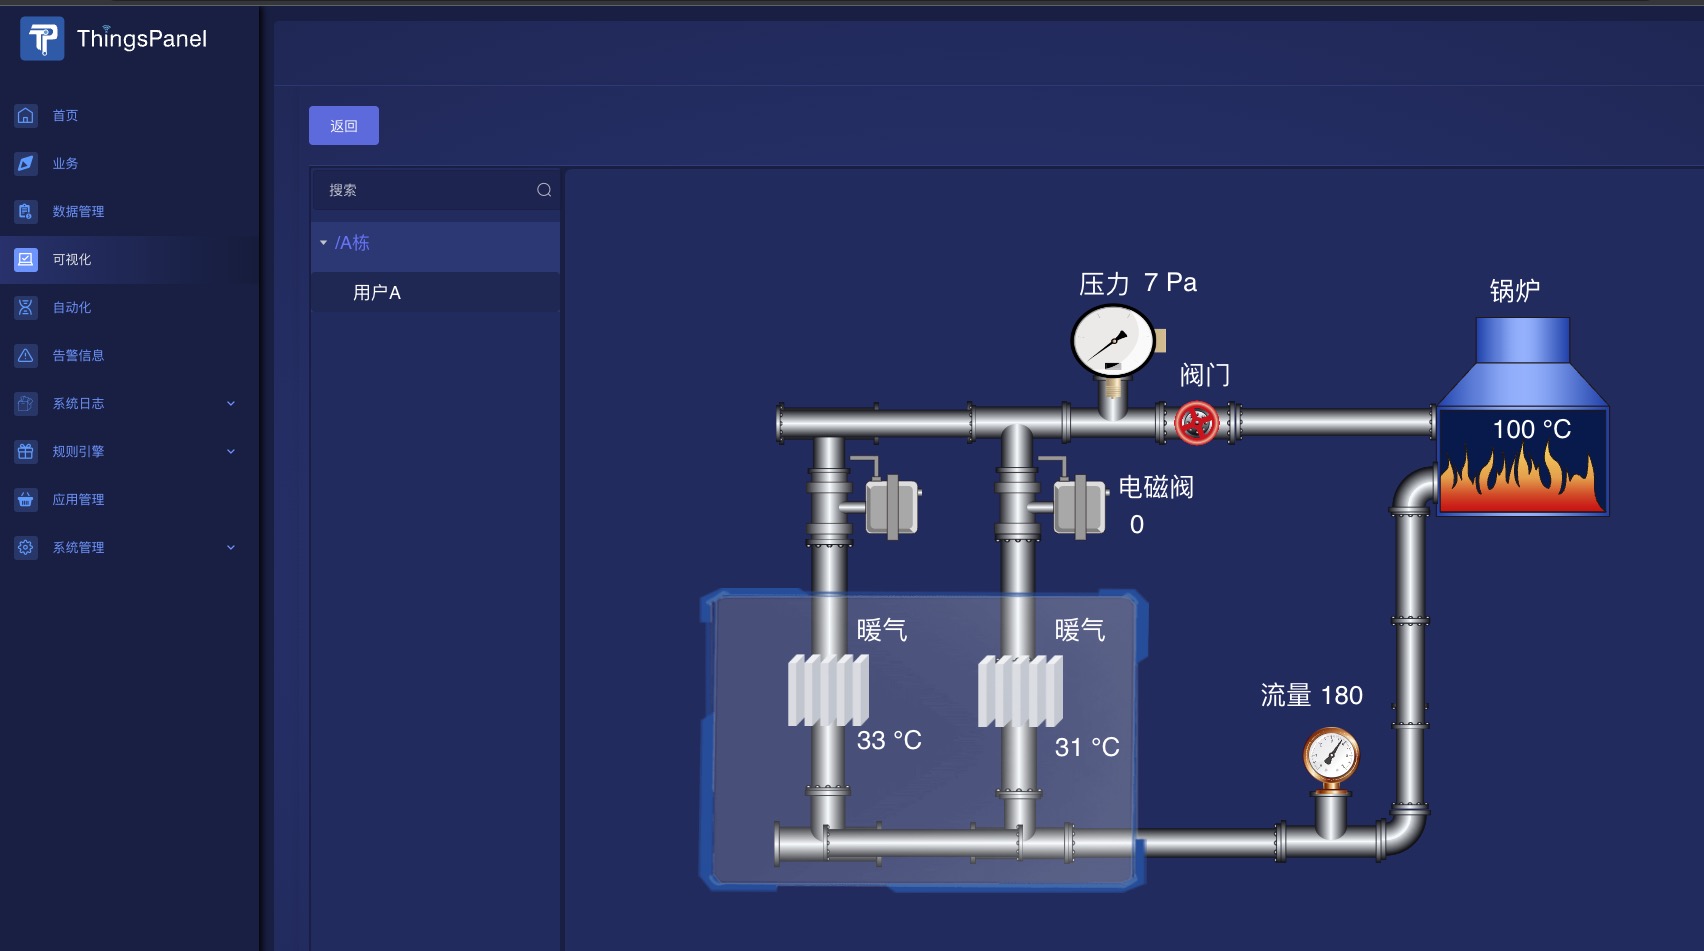 ThingsPanel
首页
业务
数据管理
可视化
自动化
告警信息
系统日志
规则引擎
应用管理
系统管理
返回
搜索
/A栋
用户A
压力 7 Pa
锅炉
阀门
100 °C
电磁阀
0
暖气
暖气
33 °C
31 °C
流量 180